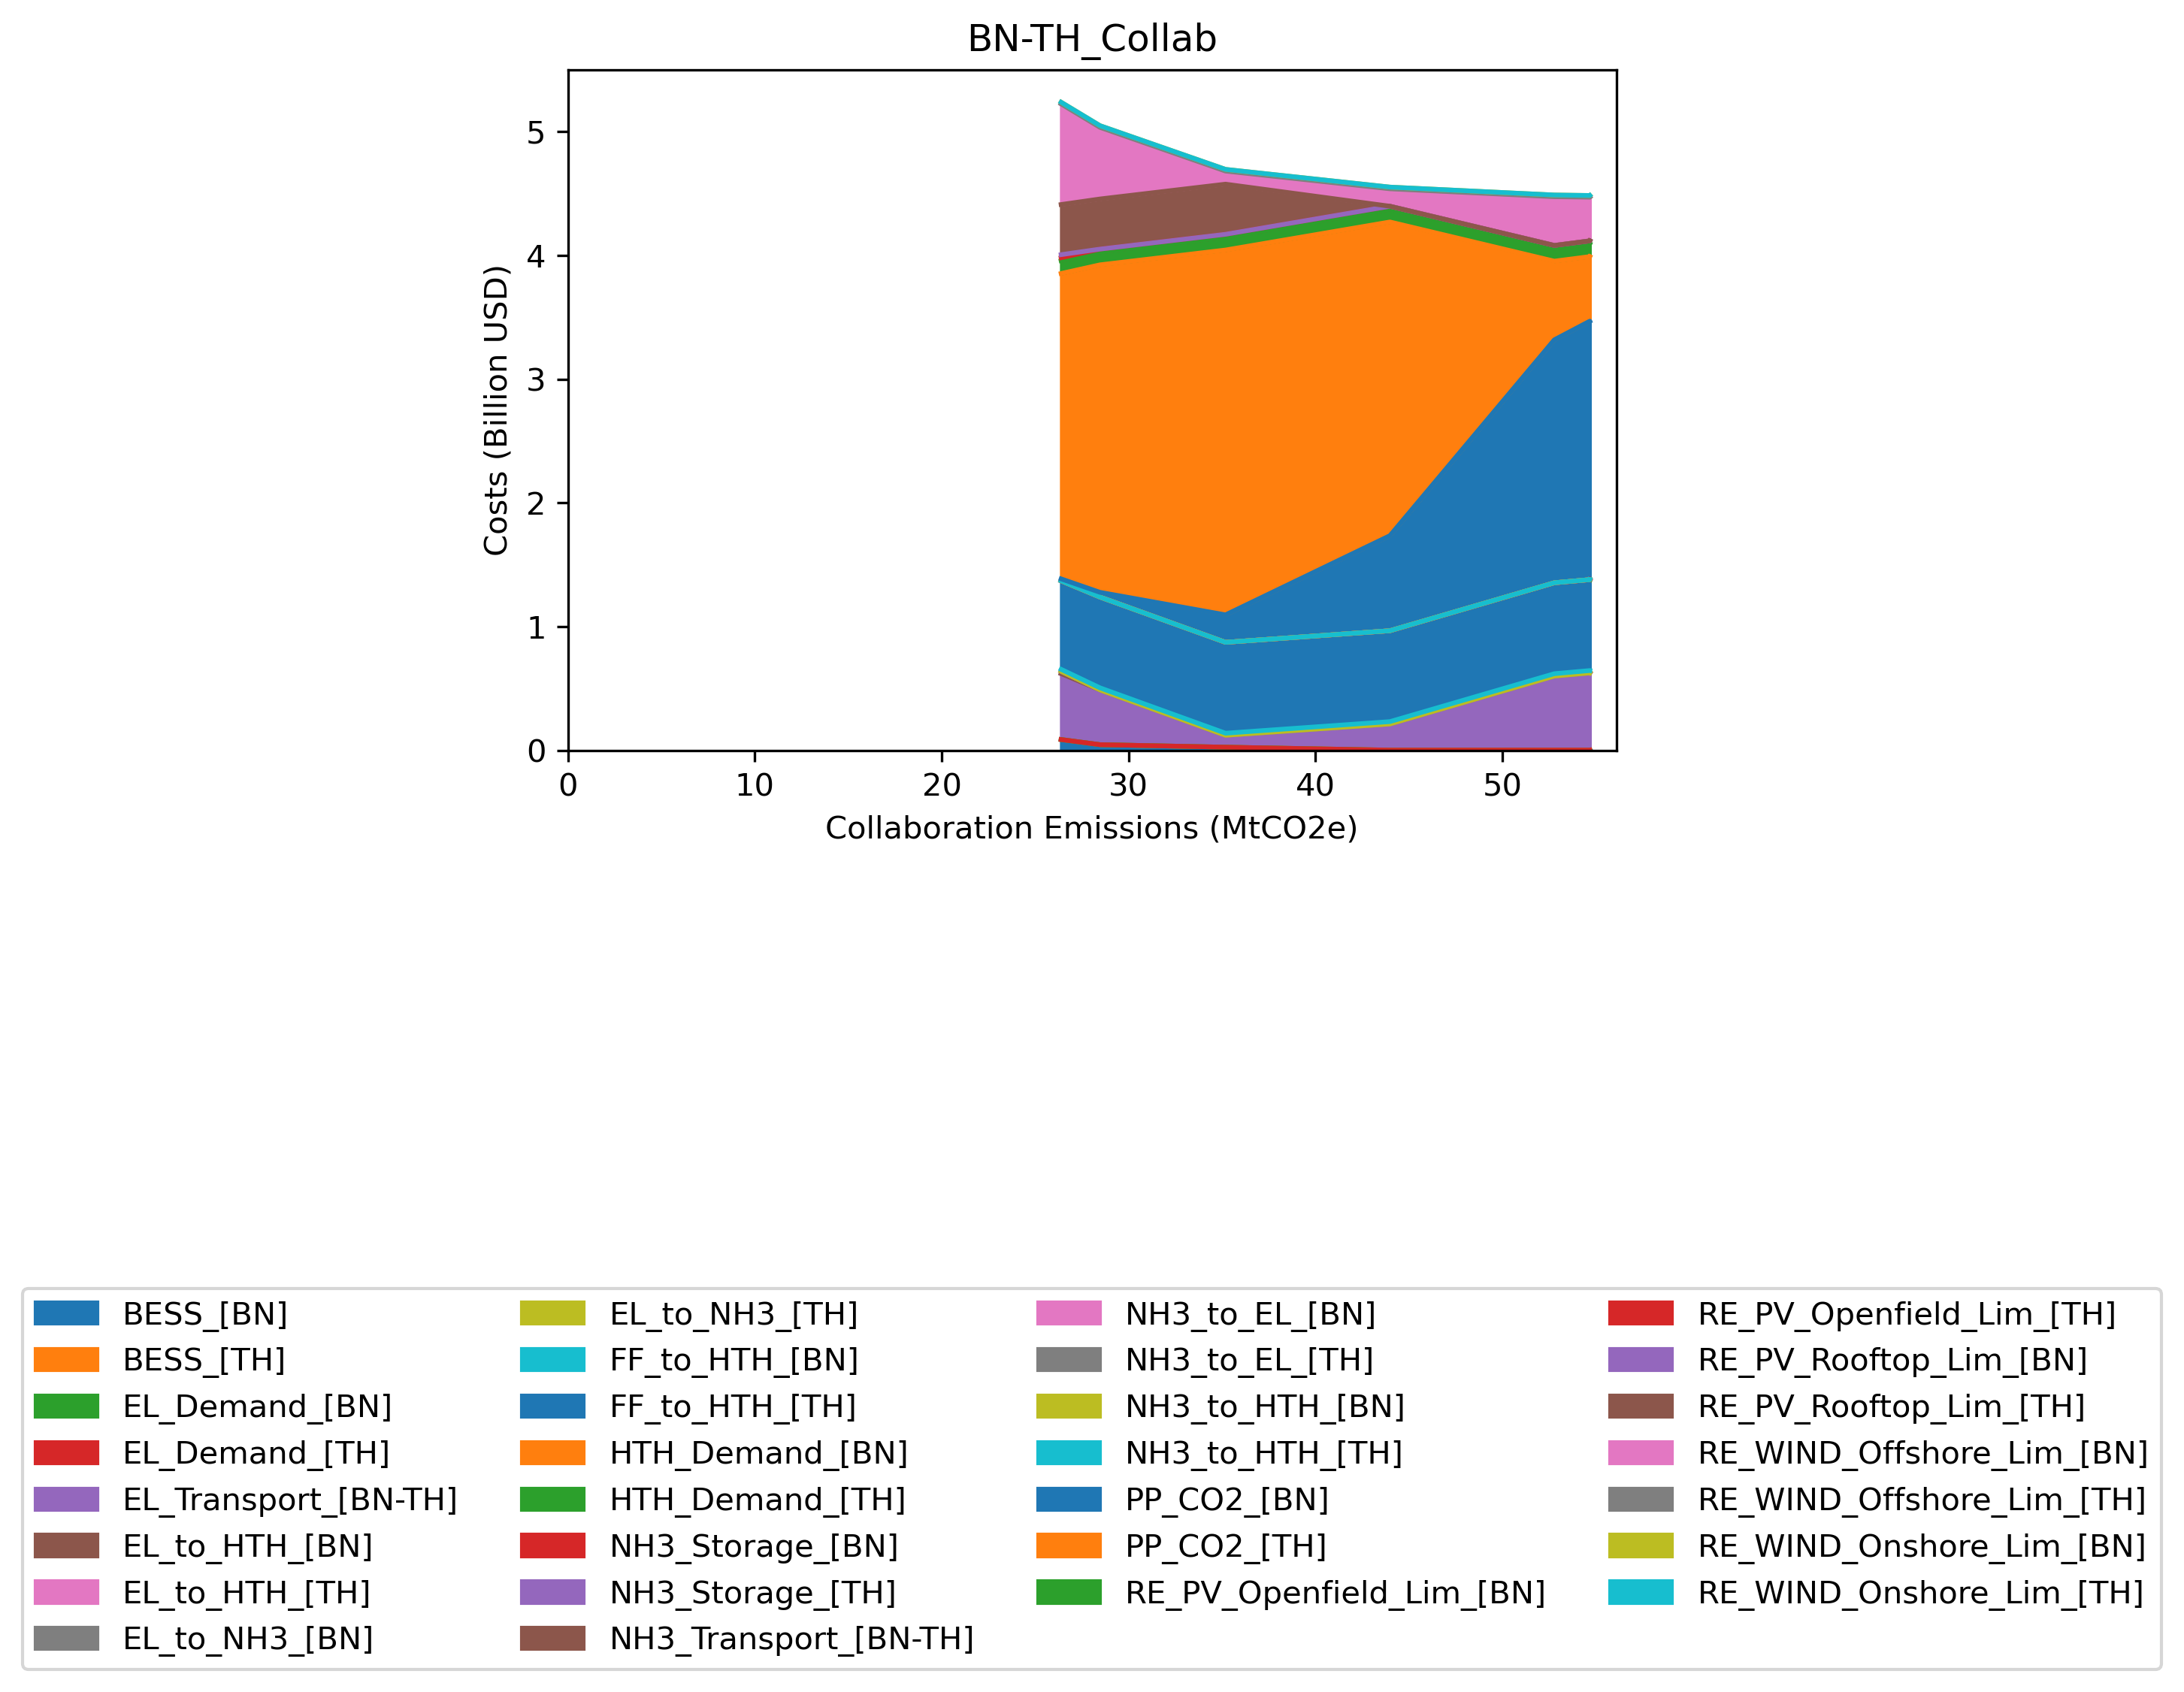 BN-TH_Collab
Costs (Billion USD)
5
4
3
2
1
0
0 10 20 30 40 50
Collaboration Emissions (MtCO2e)
BESS_[BN]
BESS_[TH]
EL_Demand_[BN]
EL_Demand_[TH]
EL_Transport_[BN-TH]
EL_to_HTH_[BN]
EL_to_HTH_[TH]
EL_to_NH3_[BN]
EL_to_NH3_[TH]
FF_to_HTH_[BN]
FF_to_HTH_[TH]
HTH_Demand_[BN]
HTH_Demand_[TH]
NH3_Storage_[BN]
NH3_Storage_[TH]
NH3_Transport_[BN-TH]
NH3_to_EL_[BN]
NH3_to_EL_[TH]
NH3_to_HTH_[BN]
NH3_to_HTH_[TH]
PP_CO2_[BN]
PP_CO2_[TH]
RE_PV_Openfield_Lim_[BN]
RE_PV_Openfield_Lim_[TH]
RE_PV_Rooftop_Lim_[BN]
RE_PV_Rooftop_Lim_[TH]
RE_WIND_Offshore_Lim_[BN]
RE_WIND_Offshore_Lim_[TH]
RE_WIND_Onshore_Lim_[BN]
RE_WIND_Onshore_Lim_[TH]